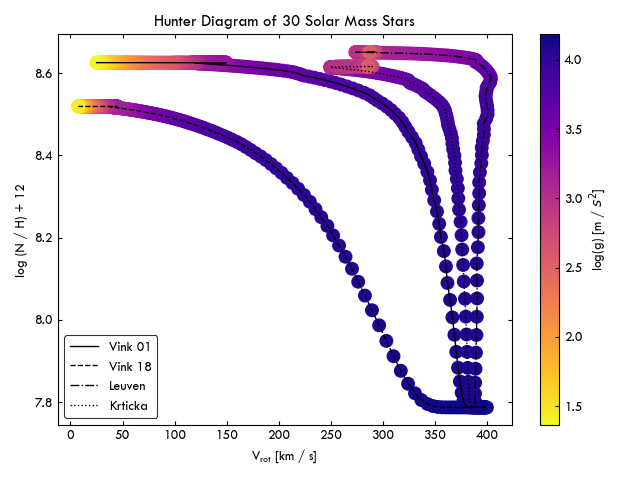 Hunter Diagram of 30 Solar Mass Stars
log (N / H) + 12
8.6
8.4
8.2
8.0
7.8
Vink 01
Vink 18
Leuven
Krticka
0 50 100 150 200 250 300 350 400
V_rot [km / s]
4.0
3.5
3.0
2.5
2.0
1.5
log(g) [m / s²]